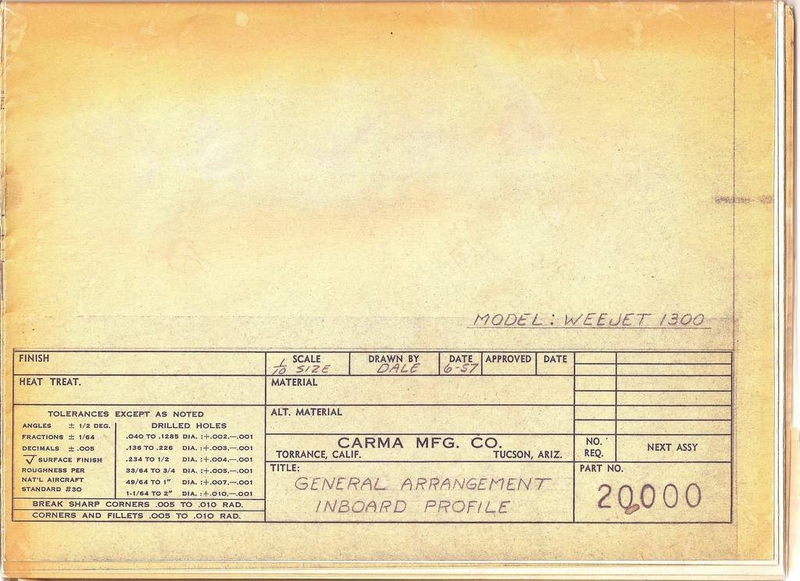 MODEL: WEEJET 1300
FINISH
SCALE
1/10 SIZE
DRAWN BY
DALE
DATE
6-57
APPROVED
DATE
HEAT TREAT.
MATERIAL
ALT. MATERIAL
TOLERANCES EXCEPT AS NOTED
ANGLES ± 1/2 DEG.
FRACTIONS ± 1/64
DECIMALS ± .005
√ SURFACE FINISH
ROUGHNESS PER
NAT'L AIRCRAFT
STANDARD #30
DRILLED HOLES
.040 TO .1285 DIA. :+.002.—.001
.136 TO .228 DIA. :+.003.—.001
.234 TO 1/2 DIA. :+.004.—.001
33/64 TO 3/4 DIA. :+.005.—.001
49/64 TO 1" DIA. :+.007.—.001
1-1/64 TO 2" DIA. :+.010.—.001
BREAK SHARP CORNERS .005 TO .010 RAD.
CORNERS AND FILLETS .005 TO .010 RAD.
CARMA MFG. CO.
TORRANCE, CALIF. TUCSON, ARIZ.
TITLE:
GENERAL ARRANGEMENT
INBOARD PROFILE
NO.
REQ.
NEXT ASSY
PART NO.
20000